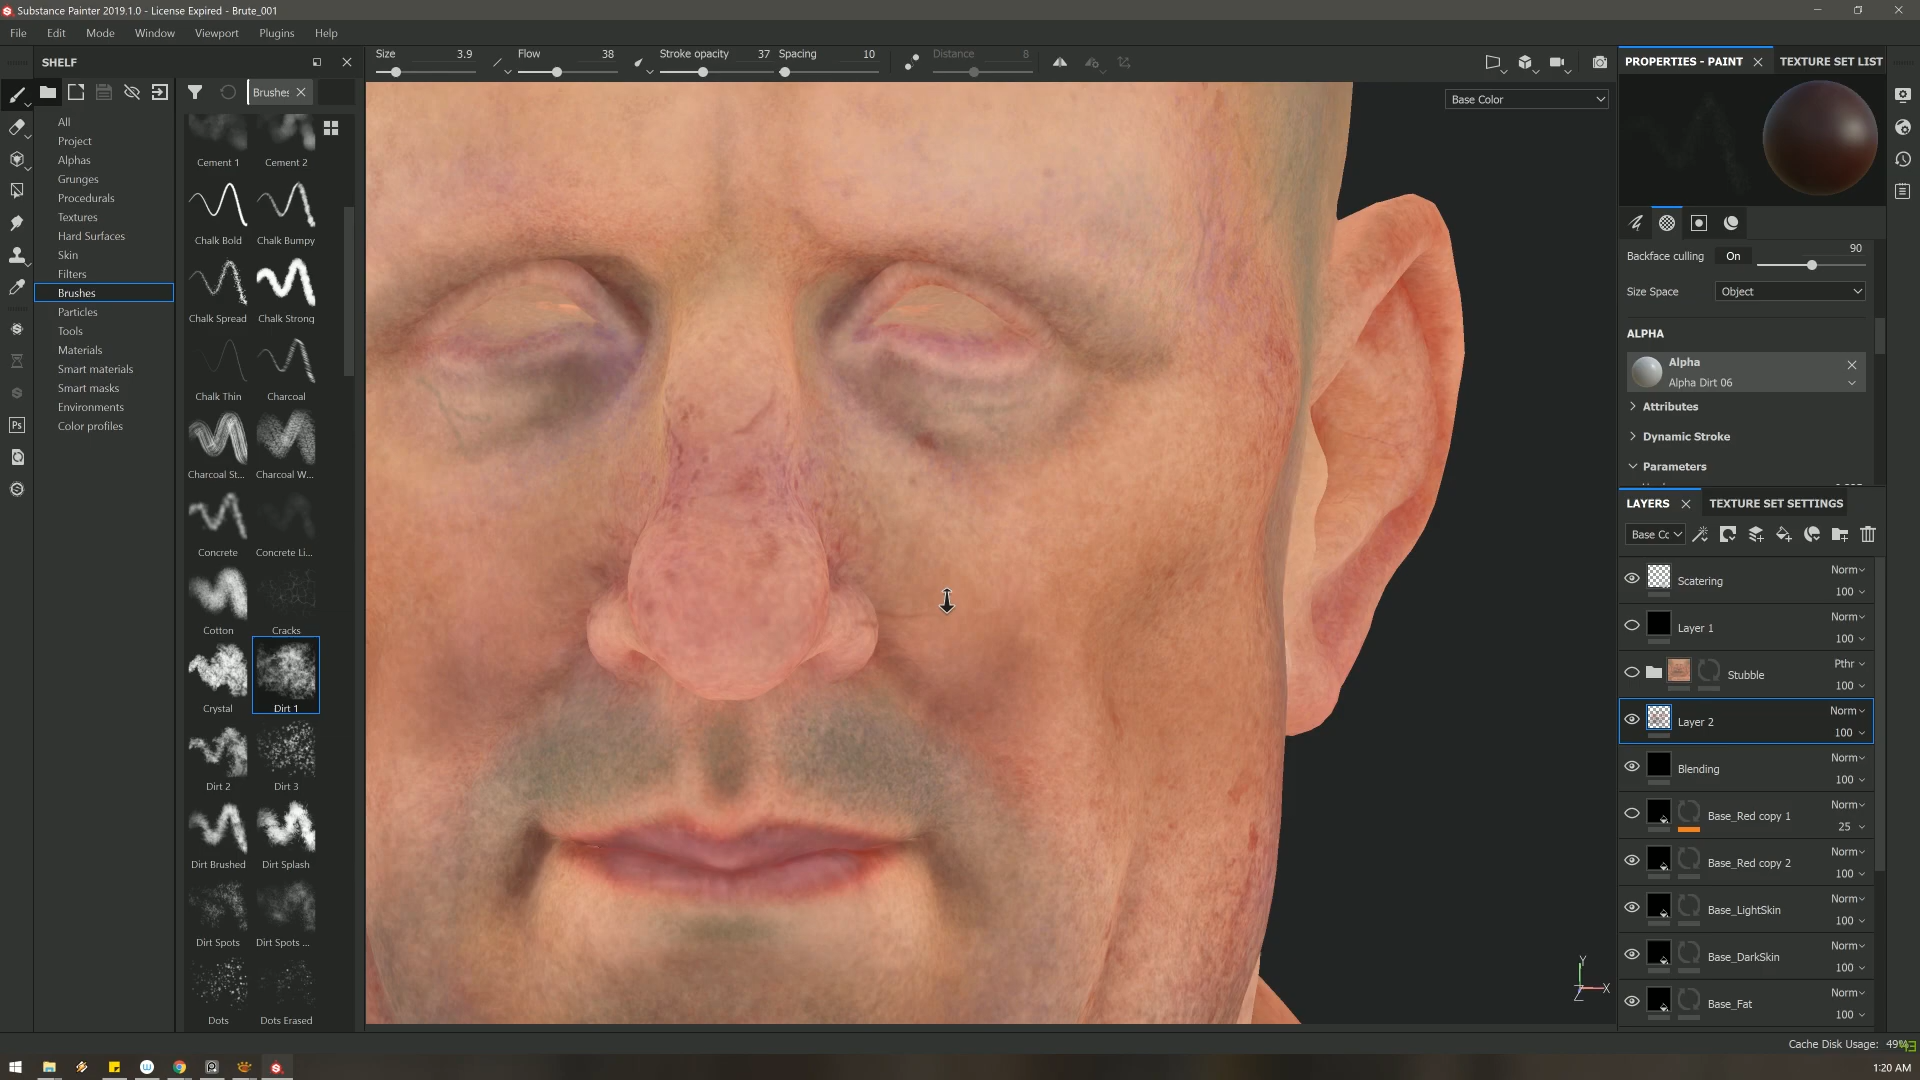 Substance Painter 2019.1.0 - License Expired - Brute_001
File Edit Mode Window Viewport Plugins Help
SHELF
Brushes
All
Project
Alphas
Grunges
Procedurals
Textures
Hard Surfaces
Skin
Filters
Brushes
Particles
Tools
Materials
Smart materials
Smart masks
Environments
Color profiles
Cement 1 Cement 2
Chalk Bold Chalk Bumpy
Chalk Spread Chalk Strong
Chalk Thin Charcoal
Charcoal St... Charcoal W...
Concrete Concrete Li...
Cotton Cracks
Crystal Dirt 1
Dirt 2 Dirt 3
Dirt Brushed Dirt Splash
Dirt Spots Dirt Spots ...
Dots Dots Erased
Size 3.9 Flow 38 Stroke opacity 37 Spacing 10 Distance 8
Base Color
Y
X
Z
PROPERTIES - PAINT TEXTURE SET LIST
90
Backface culling On
Size Space Object
ALPHA
Alpha
Alpha Dirt 06
Attributes
Dynamic Stroke
Parameters
LAYERS TEXTURE SET SETTINGS
Base Cc
Scatering Norm 100
Layer 1 Norm 100
Stubble Pthr 100
Layer 2 Norm 100
Blending Norm 100
Base_Red copy 1 Norm 25
Base_Red copy 2 Norm 100
Base_LightSkin Norm 100
Base_DarkSkin Norm 100
Base_Fat Norm 100
Ps
Cache Disk Usage: 49%
1:20 AM